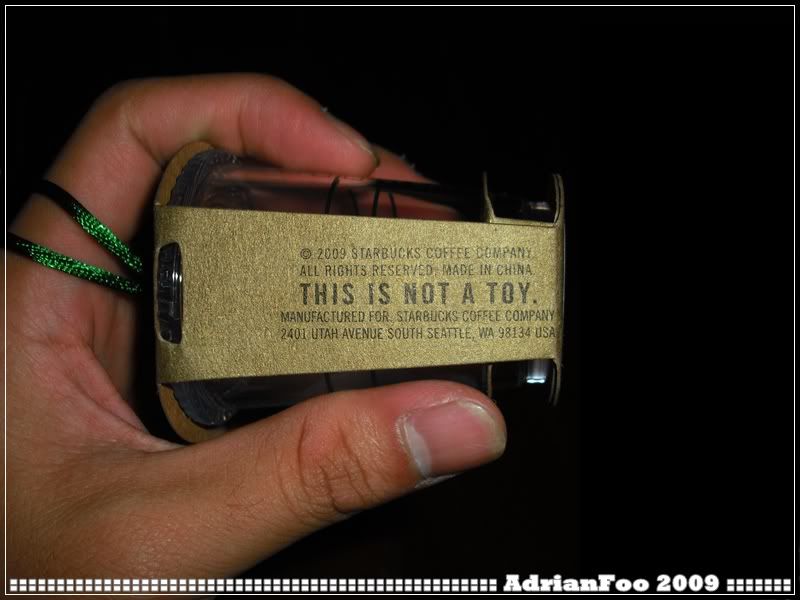 © 2009 STARBUCKS COFFEE COMPANY.
ALL RIGHTS RESERVED. MADE IN CHINA.
THIS IS NOT A TOY.
MANUFACTURED FOR: STARBUCKS COFFEE COMPANY
2401 UTAH AVENUE SOUTH SEATTLE, WA 98134 USA
AdrianFoo 2009